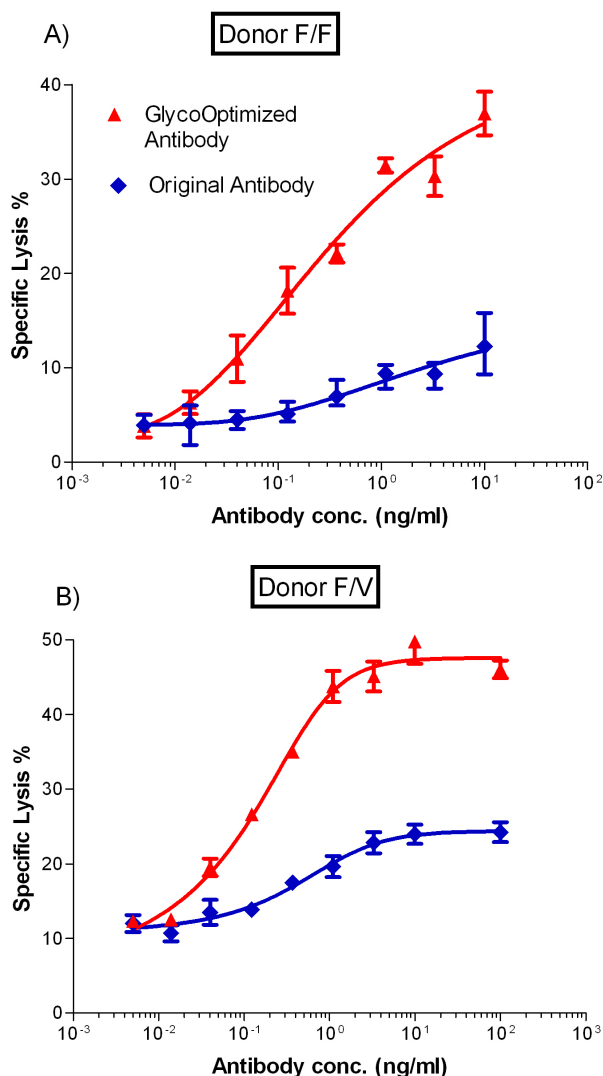 A)
Donor F/F
40
30
20
10
0
GlycoOptimized
Antibody
Original Antibody
Specific Lysis %
10⁻³ 10⁻² 10⁻¹ 10⁰ 10¹ 10²
Antibody conc. (ng/ml)
B)
Donor F/V
50
40
30
20
10
0
Specific Lysis %
10⁻³ 10⁻² 10⁻¹ 10⁰ 10¹ 10² 10³
Antibody conc. (ng/ml)